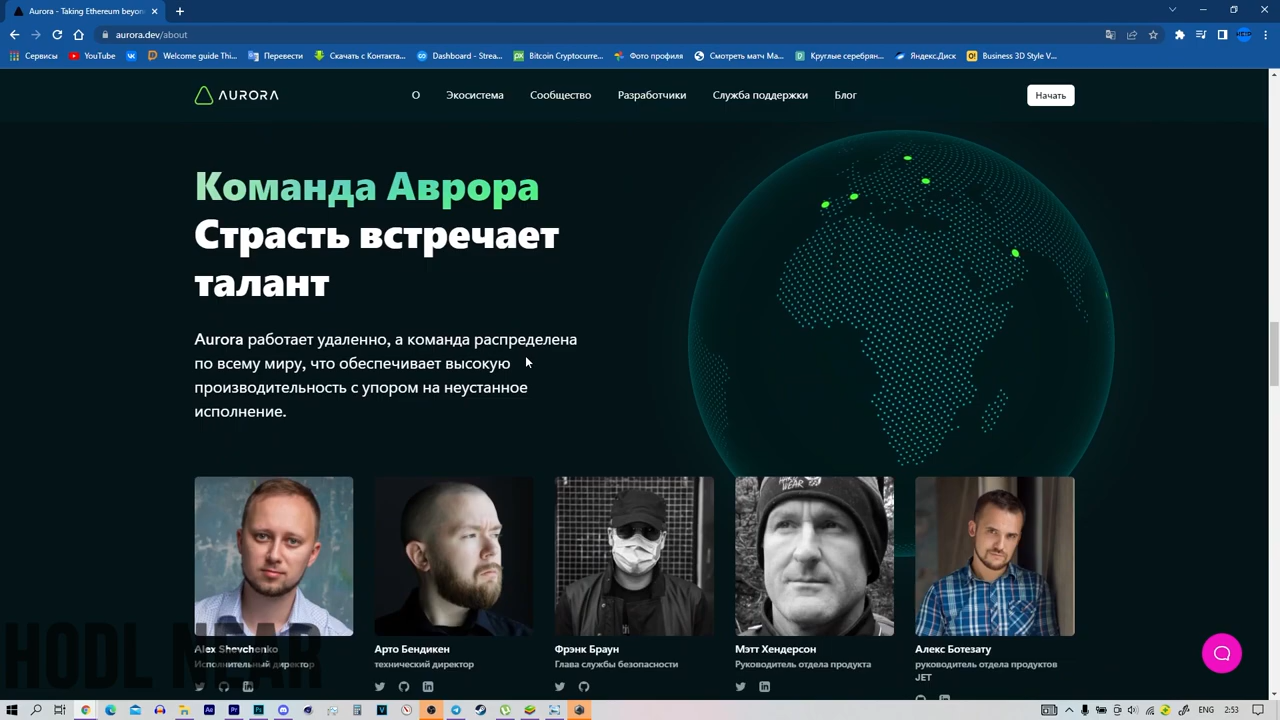 Aurora - Taking Ethereum beyon
aurora.dev/about
Сервисы
YouTube
VK
Welcome guide Thi...
Перевести
Скачать с Контакта...
Dashboard - Strea...
Bitcoin Cryptocurre...
Фото профиля
Смотреть матч Ma...
Круглые серебрян...
Яндекс.Диск
Business 3D Style V...
AURORA
О
Экосистема
Сообщество
Разработчики
Служба поддержки
Блог
Начать
Команда Аврора
Страсть встречает
талант
Aurora работает удаленно, а команда распределена
по всему миру, что обеспечивает высокую
производительность с упором на неустанное
исполнение.
Alex Shevchenko
Исполнительный директор
Арто Бендикен
технический директор
Фрэнк Браун
Глава службы безопасности
Мэтт Хендерсон
Руководитель отдела продукта
Алекс Ботезату
руководитель отдела продуктов
JET
HODL NEAR
ENG
2:53